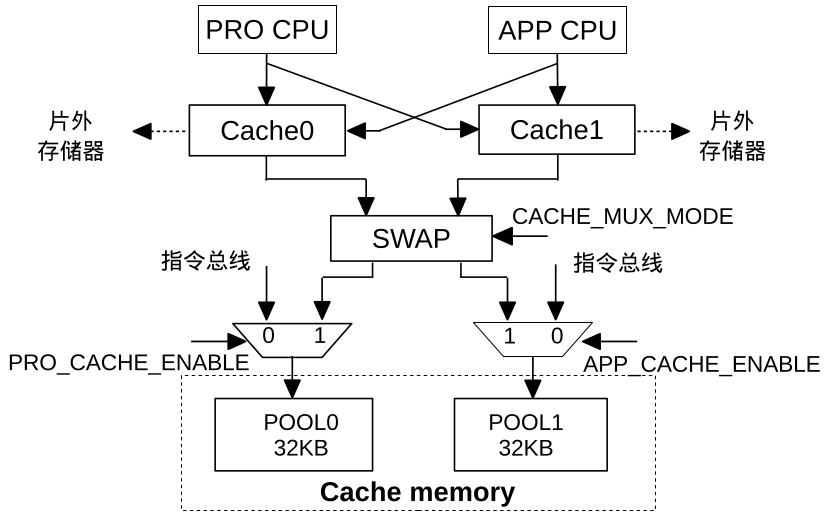 PRO CPU
APP CPU
Cache0
Cache1
片外
存储器
片外
存储器
SWAP
CACHE_MUX_MODE
指令总线
指令总线
0
1
1
0
PRO_CACHE_ENABLE
APP_CACHE_ENABLE
POOL0
32KB
POOL1
32KB
Cache memory